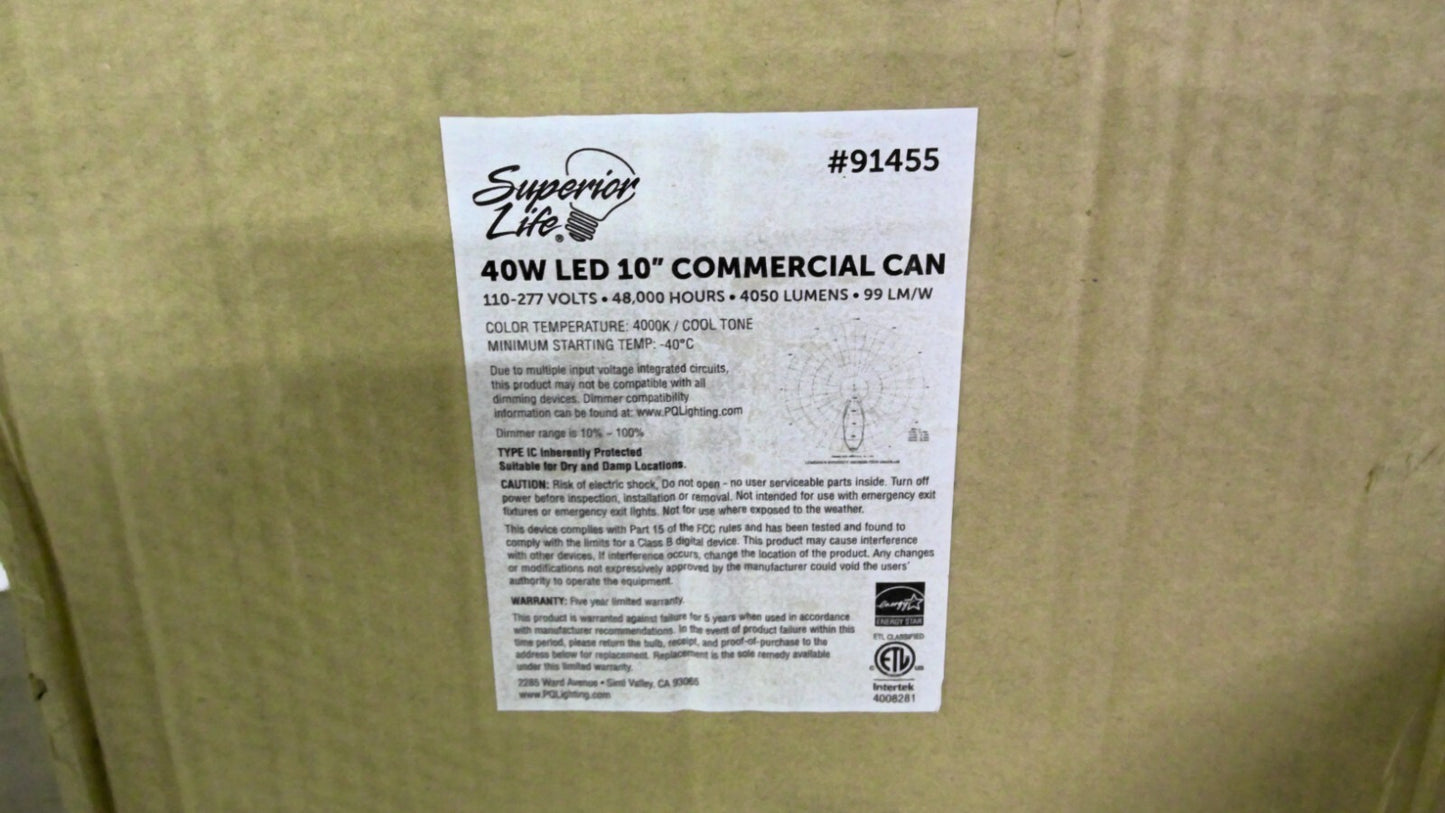 Superior
Life®
#91455
40W LED 10" COMMERCIAL CAN
110-277 VOLTS • 48,000 HOURS • 4050 LUMENS • 99 LM/W
COLOR TEMPERATURE: 4000K / COOL TONE
MINIMUM STARTING TEMP: -40°C
Due to multiple input voltage integrated circuits,
this product may not be compatible with all
dimming devices. Dimmer compatibility
information can be found at: www.PQLighting.com
Dimmer range is 10% - 100%
TYPE IC Inherently Protected
Suitable for Dry and Damp Locations.
CAUTION: Risk of electric shock, Do not open - no user serviceable parts inside. Turn off
power before inspection, installation or removal. Not intended for use with emergency exit
fixtures or emergency exit lights. Not for use where exposed to the weather.
This device complies with Part 15 of the FCC rules and has been tested and found to
comply with the limits for a Class B digital device. This product may cause interference
with other devices. If interference occurs, change the location of the product. Any changes
or modifications not expressively approved by the manufacturer could void the users'
authority to operate the equipment.
WARRANTY: Five year limited warranty.
This product is warranted against failure for 5 years when used in accordance
with manufacturer recommendations. In the event of product failure within this
time period, please return the bulb, receipt, and proof-of-purchase to the
address below for replacement. Replacement is the sole remedy available
under this limited warranty.
2285 Ward Avenue • Simi Valley, CA 93065
www.PQLighting.com
energy
ENERGY STAR
ETL CLASSIFIED
C ETL US
Intertek
4008281